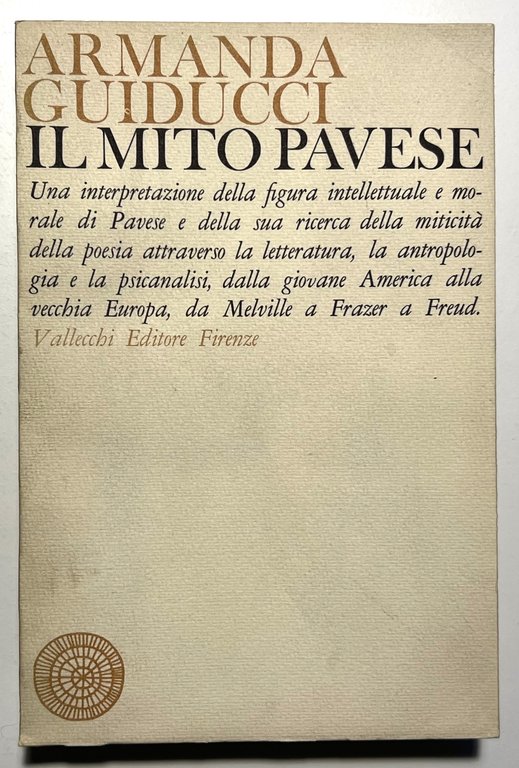 ARMANDA
GUIDUCCI
IL MITO PAVESE
Una interpretazione della figura intellettuale e mo-
rale di Pavese e della sua ricerca della miticità
della poesia attraverso la letteratura, la antropolo-
gia e la psicanalisi, dalla giovane America alla
vecchia Europa, da Melville a Frazer a Freud.
Vallecchi Editore Firenze